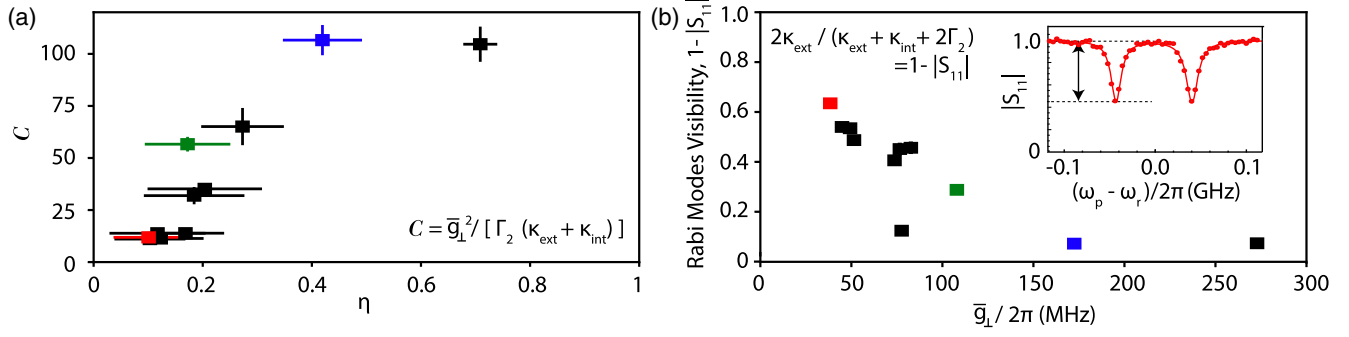 (a)
C
100
75
50
25
0
0
0.2
0.4
0.6
0.8
1
η
C = g̅⊥²/ [ Γ₂ (κext + κint) ]
(b)
Rabi Modes Visibility, 1- |S₁₁|
1.0
0.8
0.6
0.4
0.2
0
0
50
100
150
200
250
300
g̅⊥/ 2π (MHz)
2κext / (κext + κint + 2Γ₂)
=1- |S₁₁|
|S₁₁|
1.0
0
-0.1
0.0
0.1
(ωp - ωr)/2π (GHz)